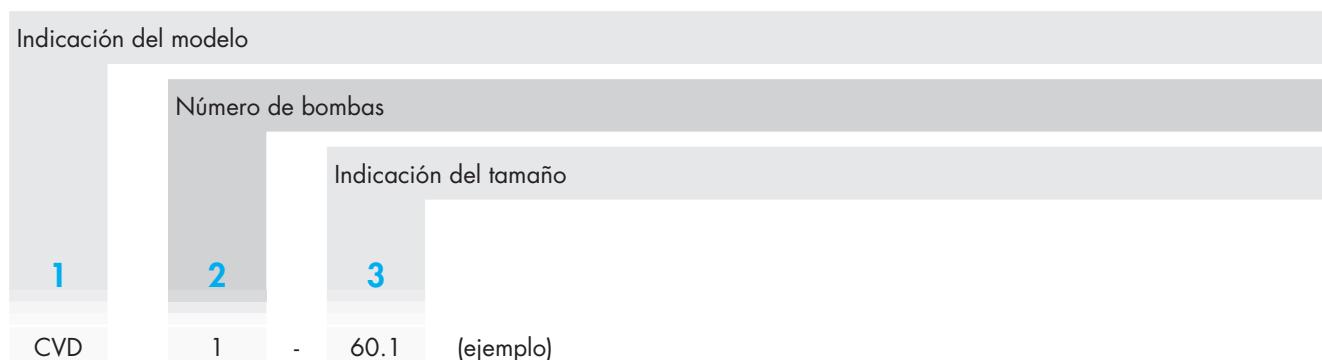 Indicación del modelo
Número de bombas
Indicación del tamaño
1 2 3
CVD 1 - 60.1 (ejemplo)